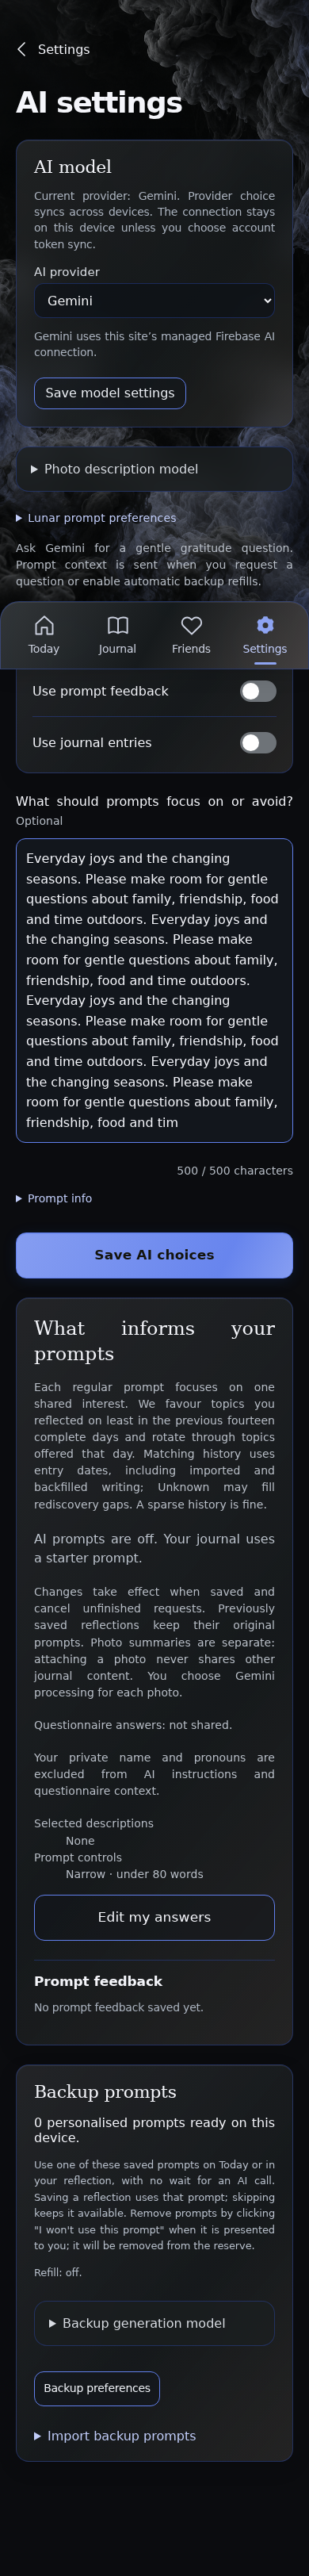 Settings
AI settings
AI model
Current provider: Gemini. Provider choice
syncs across devices. The connection stays
on this device unless you choose account
token sync.
AI provider
Gemini
Gemini uses this site’s managed Firebase AI
connection.
Save model settings
Photo description model
Lunar prompt preferences
Ask Gemini for a gentle gratitude question.
Prompt context is sent when you request a
question or enable automatic backup refills.
Today
Journal
Friends
Settings
Use prompt feedback
Use journal entries
What should prompts focus on or avoid?
Optional
Everyday joys and the changing
seasons. Please make room for gentle
questions about family, friendship, food
and time outdoors. Everyday joys and
the changing seasons. Please make
room for gentle questions about family,
friendship, food and time outdoors.
Everyday joys and the changing
seasons. Please make room for gentle
questions about family, friendship, food
and time outdoors. Everyday joys and
the changing seasons. Please make
room for gentle questions about family,
friendship, food and tim
500 / 500 characters
Prompt info
Save AI choices
What informs your
prompts
Each regular prompt focuses on one
shared interest. We favour topics you
reflected on least in the previous fourteen
complete days and rotate through topics
offered that day. Matching history uses
entry dates, including imported and
backfilled writing; Unknown may fill
rediscovery gaps. A sparse history is fine.
AI prompts are off. Your journal uses
a starter prompt.
Changes take effect when saved and
cancel unfinished requests. Previously
saved reflections keep their original
prompts. Photo summaries are separate:
attaching a photo never shares other
journal content. You choose Gemini
processing for each photo.
Questionnaire answers: not shared.
Your private name and pronouns are
excluded from AI instructions and
questionnaire context.
Selected descriptions
None
Prompt controls
Narrow · under 80 words
Edit my answers
Prompt feedback
No prompt feedback saved yet.
Backup prompts
0 personalised prompts ready on this
device.
Use one of these saved prompts on Today or in
your reflection, with no wait for an AI call.
Saving a reflection uses that prompt; skipping
keeps it available. Remove prompts by clicking
"I won't use this prompt" when it is presented
to you; it will be removed from the reserve.
Refill: off.
Backup generation model
Backup preferences
Import backup prompts